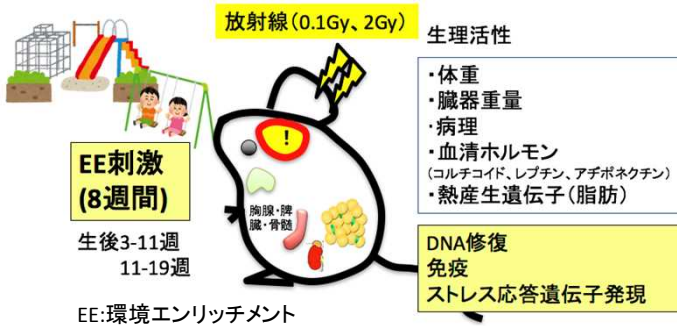 放射線(0.1Gy、2Gy)
生理活性
・体重
・臓器重量
・病理
・血清ホルモン
(コルチコイド、レプチン、アディポネクチン)
・熱産生遺伝子(脂肪)
!
EE刺激
(8週間)
胸腺・脾
臓・骨髄
生後3-11週
11-19週
DNA修復
免疫
ストレス応答遺伝子発現
EE:環境エンリッチメント